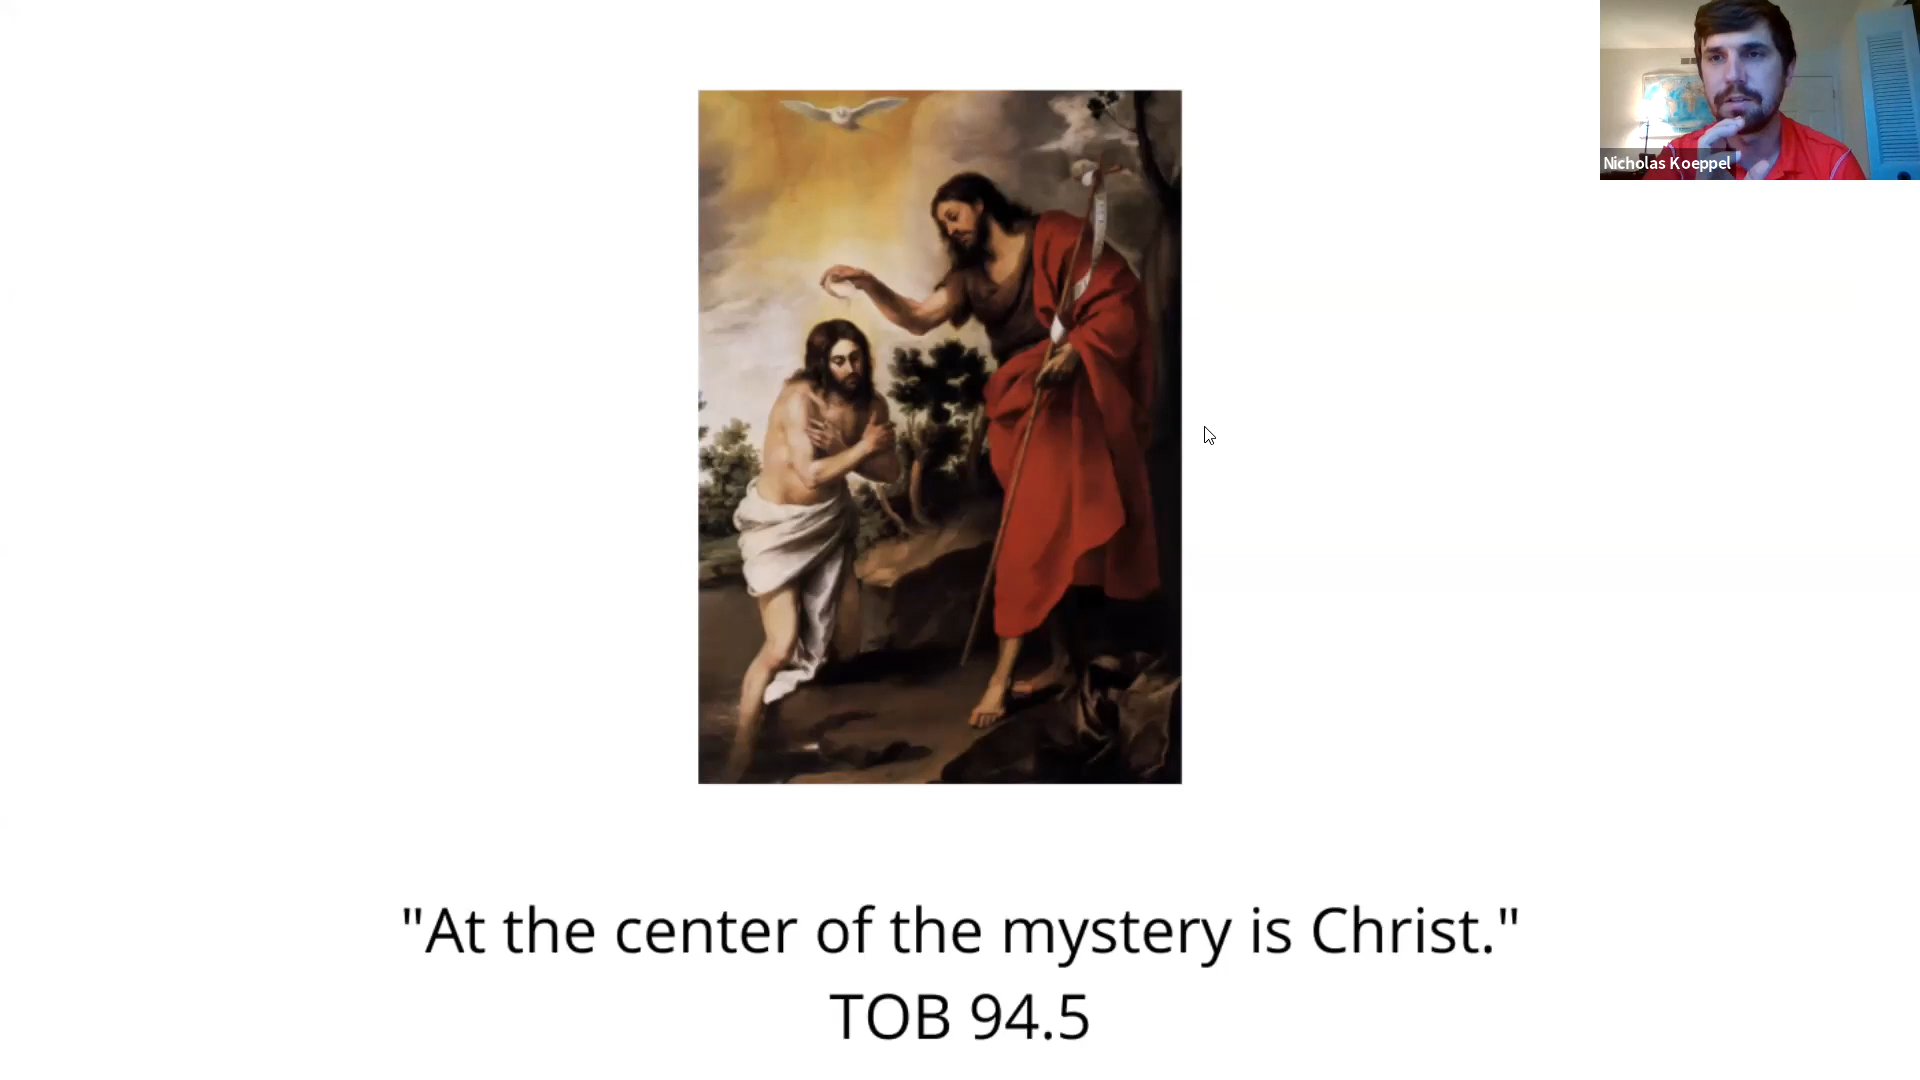 Nicholas Koeppel
"At the center of the mystery is Christ."
TOB 94.5